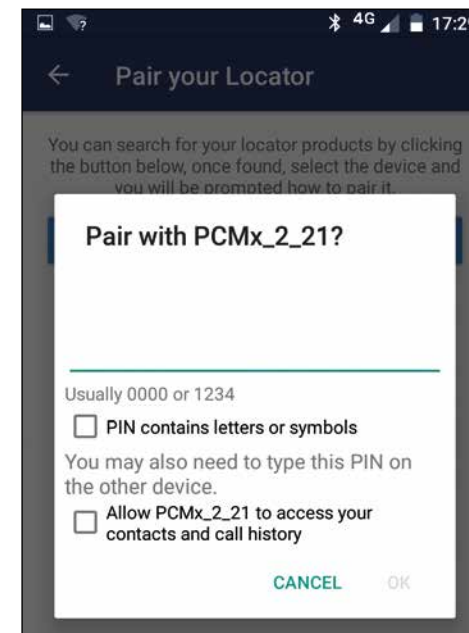 4G 17:29
Pair your Locator
You can search for your locator products by clicking
the button below, once found, select the device and
you will be prompted how to pair it.
Pair with PCMx_2_21?
Usually 0000 or 1234
PIN contains letters or symbols
You may also need to type this PIN on
the other device.
Allow PCMx_2_21 to access your
contacts and call history
CANCEL OK